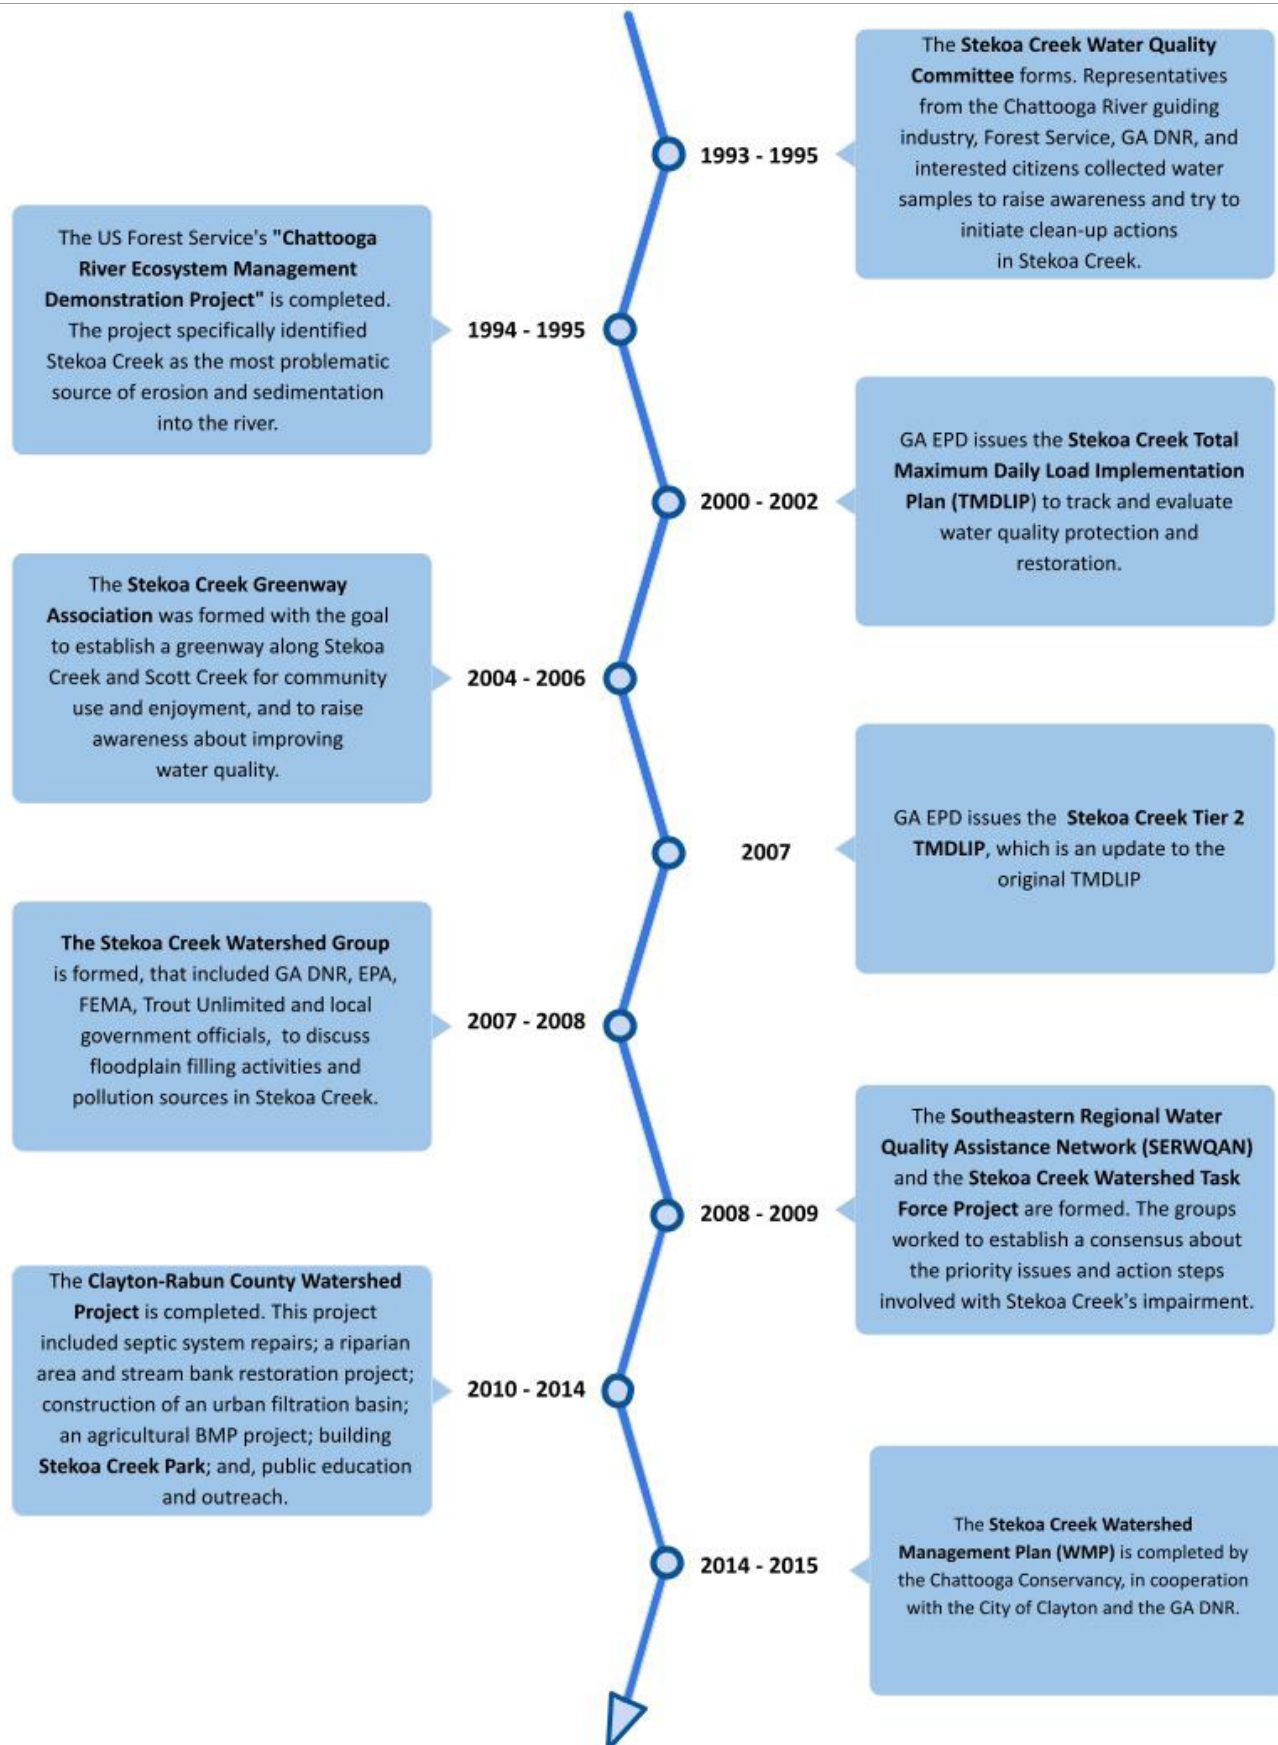 The Stekoa Creek Water Quality
Committee forms. Representatives
from the Chattooga River guiding
industry, Forest Service, GA DNR, and
interested citizens collected water
samples to raise awareness and try to
initiate clean-up actions
in Stekoa Creek.
1993 - 1995
The US Forest Service's "Chattooga
River Ecosystem Management
Demonstration Project" is completed.
The project specifically identified
Stekoa Creek as the most problematic
source of erosion and sedimentation
into the river.
1994 - 1995
GA EPD issues the Stekoa Creek Total
Maximum Daily Load Implementation
Plan (TMDLIP) to track and evaluate
water quality protection and
restoration.
2000 - 2002
The Stekoa Creek Greenway
Association was formed with the goal
to establish a greenway along Stekoa
Creek and Scott Creek for community
use and enjoyment, and to raise
awareness about improving
water quality.
2004 - 2006
GA EPD issues the  Stekoa Creek Tier 2
TMDLIP, which is an update to the
original TMDLIP
2007
The Stekoa Creek Watershed Group
is formed, that included GA DNR, EPA,
FEMA, Trout Unlimited and local
government officials,  to discuss
floodplain filling activities and
pollution sources in Stekoa Creek.
2007 - 2008
The Southeastern Regional Water
Quality Assistance Network (SERWQAN)
and the Stekoa Creek Watershed Task
Force Project are formed. The groups
worked to establish a consensus about
the priority issues and action steps
involved with Stekoa Creek's impairment.
2008 - 2009
The Clayton-Rabun County Watershed
Project is completed. This project
included septic system repairs; a riparian
area and stream bank restoration project;
construction of an urban filtration basin;
an agricultural BMP project; building
Stekoa Creek Park; and, public education
and outreach.
2010 - 2014
The Stekoa Creek Watershed
Management Plan (WMP) is completed by
the Chattooga Conservancy, in cooperation
with the City of Clayton and the GA DNR.
2014 - 2015